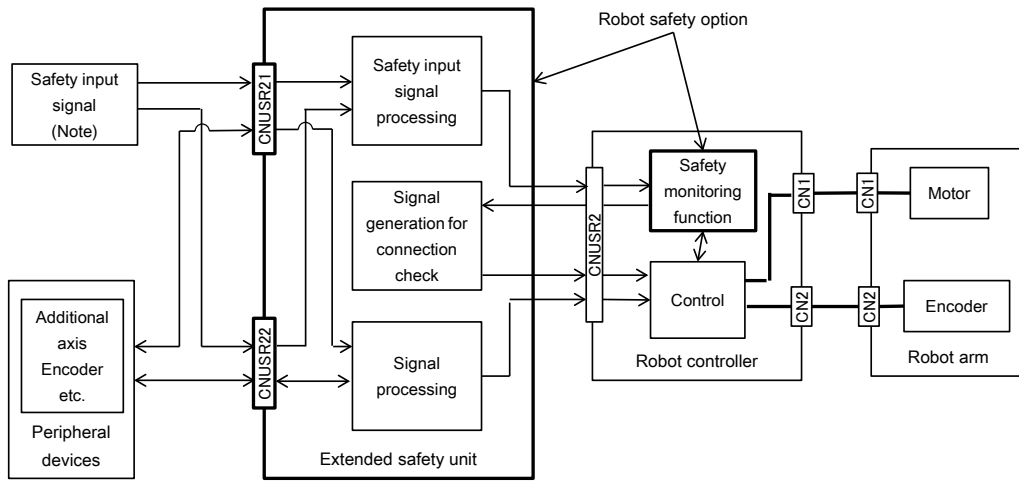 Robot safety option
Safety input
signal
(Note)
CNUSR21
Safety input
signal
processing
Signal
generation for
connection
check
CNUSR22
Signal
processing
Extended safety unit
Additional
axis
Encoder
etc.
Peripheral
devices
CNUSR2
Safety
monitoring
function
Control
Robot controller
CN1
CN2
CN1
CN2
Motor
Encoder
Robot arm